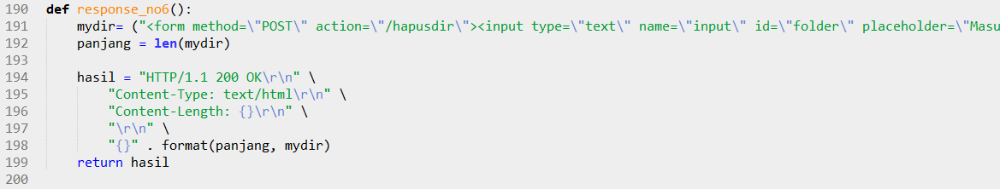 190 def response_no6():
191 mydir= ("<form method=\"POST\" action=\"/hapusdir\"><input type=\"text\" name=\"input\" id=\"folder\" placeholder=\"Masu
192 panjang = len(mydir)
193
194 hasil = "HTTP/1.1 200 OK\r\n" \
195 "Content-Type: text/html\r\n" \
196 "Content-Length: {}\r\n" \
197 "\r\n" \
198 "{}" . format(panjang, mydir)
199 return hasil
200